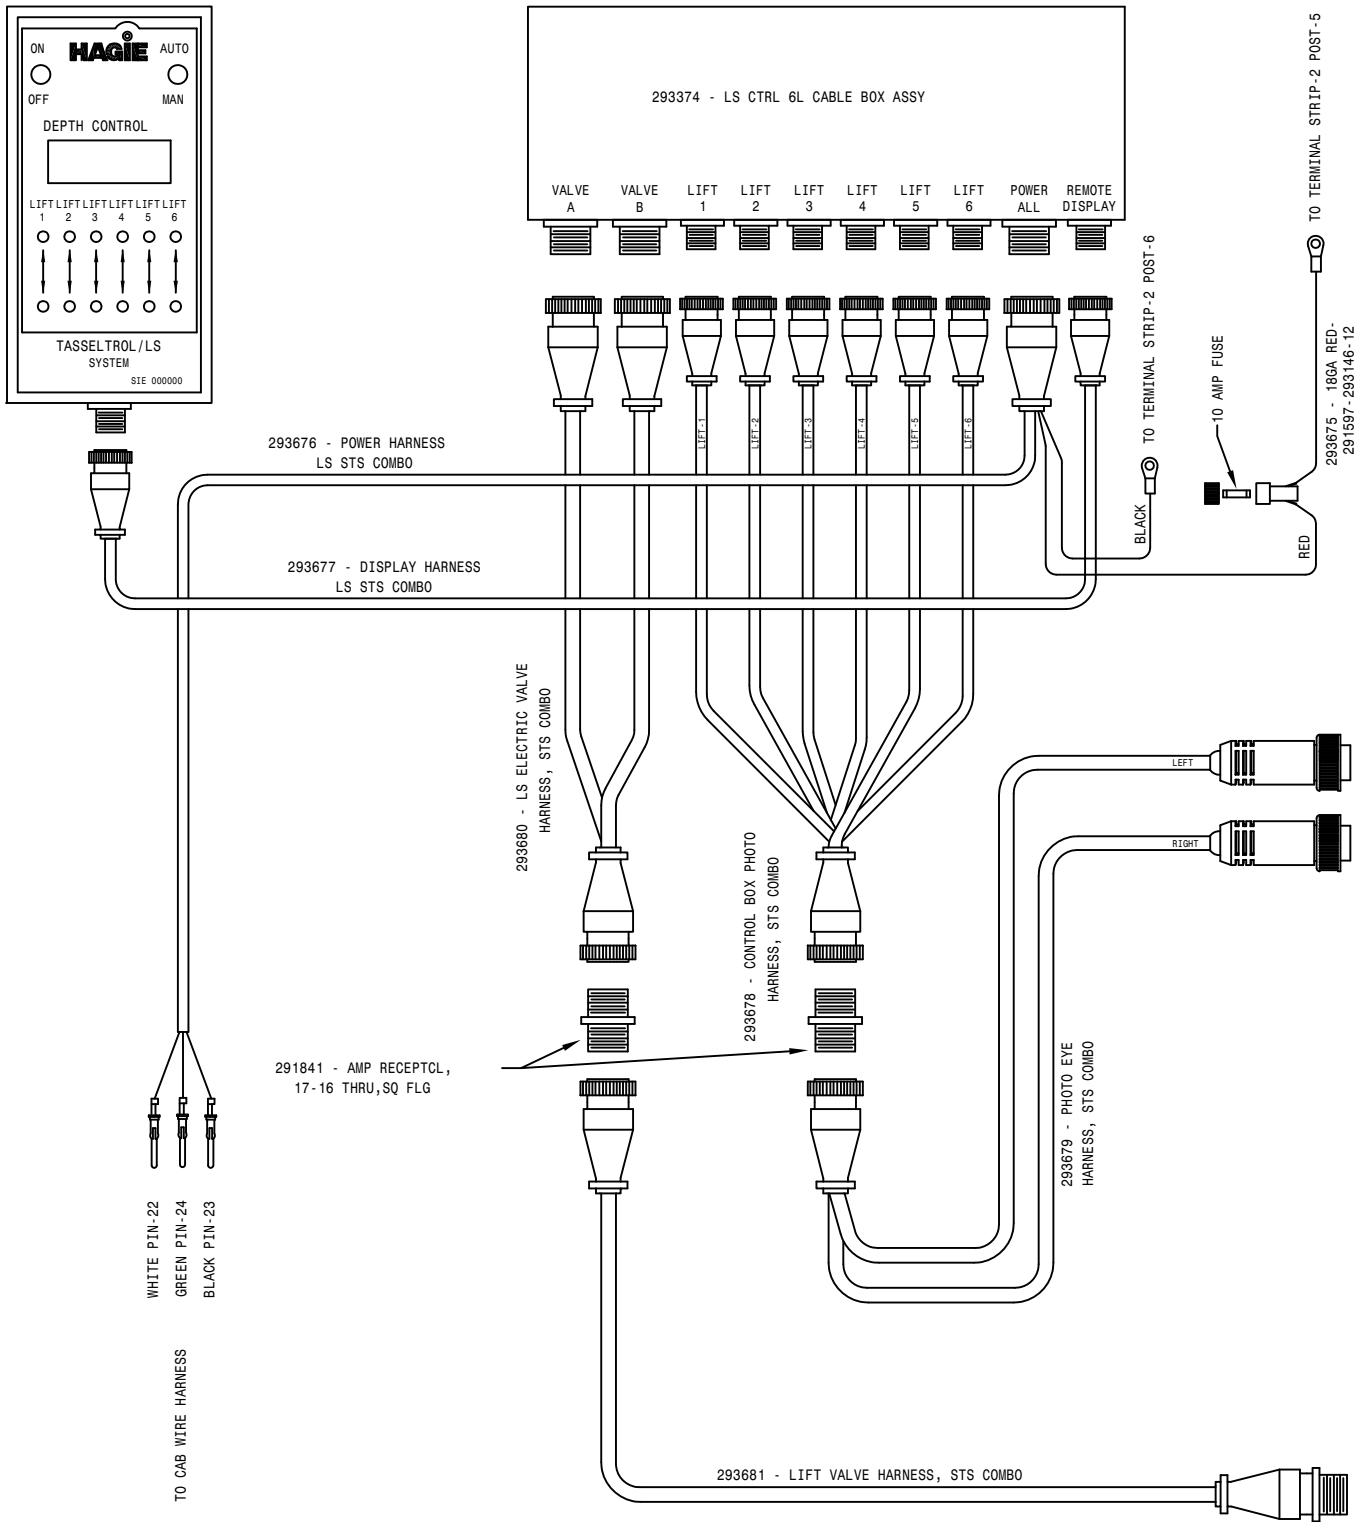 ON
HAGIE
AUTO
OFF
MAN
DEPTH CONTROL
LIFT LIFT LIFT LIFT LIFT LIFT
1 2 3 4 5 6
TASSELTROL/LS
SYSTEM
SIE 000000
293374 - LS CTRL 6L CABLE BOX ASSY
VALVE
A
VALVE
B
LIFT
1
LIFT
2
LIFT
3
LIFT
4
LIFT
5
LIFT
6
POWER
ALL
REMOTE
DISPLAY
TO TERMINAL STRIP-2 POST-5
TO TERMINAL STRIP-2 POST-6
10 AMP FUSE
293675 - 18GA RED-
291597-293146-12
BLACK
RED
LIFT-1
LIFT-2
LIFT-3
LIFT-4
LIFT-5
LIFT-6
293676 - POWER HARNESS
LS STS COMBO
293677 - DISPLAY HARNESS
LS STS COMBO
293680 - LS ELECTRIC VALVE
HARNESS, STS COMBO
293678 - CONTROL BOX PHOTO
HARNESS, STS COMBO
LEFT
RIGHT
291841 - AMP RECEPTCL,
17-16 THRU,SQ FLG
293679 - PHOTO EYE
HARNESS, STS COMBO
WHITE PIN-22
GREEN PIN-24
BLACK PIN-23
TO CAB WIRE HARNESS
293681 - LIFT VALVE HARNESS, STS COMBO